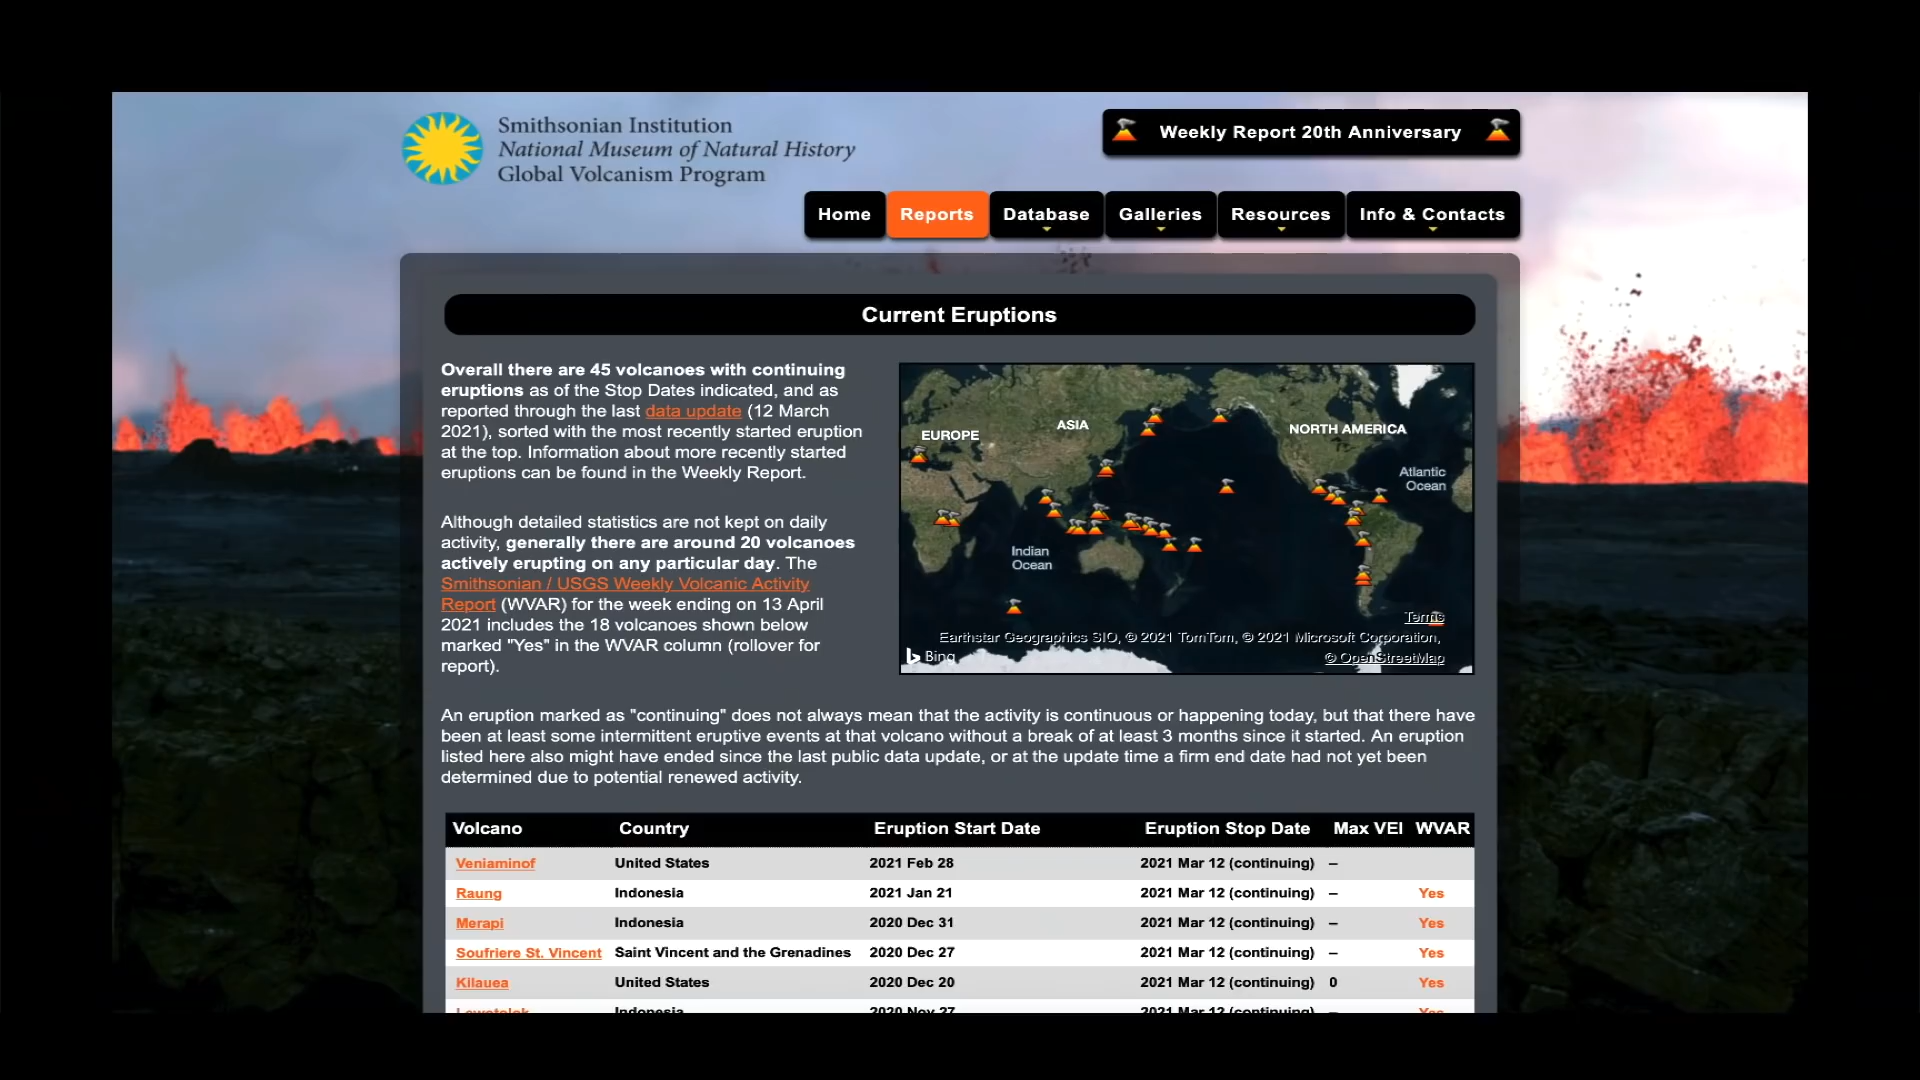 Smithsonian Institution
National Museum of Natural History
Global Volcanism Program
Weekly Report 20th Anniversary
Home Reports Database Galleries Resources Info & Contacts
Current Eruptions
Overall there are 45 volcanoes with continuing
eruptions as of the Stop Dates indicated, and as
reported through the last data update (12 March
2021), sorted with the most recently started eruption
at the top. Information about more recently started
eruptions can be found in the Weekly Report.
Although detailed statistics are not kept on daily
activity, generally there are around 20 volcanoes
actively erupting on any particular day. The
Smithsonian / USGS Weekly Volcanic Activity
Report (WVAR) for the week ending on 13 April
2021 includes the 18 volcanoes shown below
marked "Yes" in the WVAR column (rollover for
report).
EUROPE
ASIA
NORTH AMERICA
Atlantic
Ocean
Indian
Ocean
Terms
Earthstar Geographics SIO, © 2021 TomTom, © 2021 Microsoft Corporation,
Bing
© OpenStreetMap
An eruption marked as "continuing" does not always mean that the activity is continuous or happening today, but that there have
been at least some intermittent eruptive events at that volcano without a break of at least 3 months since it started. An eruption
listed here also might have ended since the last public data update, or at the update time a firm end date had not yet been
determined due to potential renewed activity.
Volcano Country Eruption Start Date Eruption Stop Date Max VEI WVAR
Veniaminof United States 2021 Feb 28 2021 Mar 12 (continuing) –
Raung Indonesia 2021 Jan 21 2021 Mar 12 (continuing) – Yes
Merapi Indonesia 2020 Dec 31 2021 Mar 12 (continuing) – Yes
Soufriere St. Vincent Saint Vincent and the Grenadines 2020 Dec 27 2021 Mar 12 (continuing) – Yes
Kilauea United States 2020 Dec 20 2021 Mar 12 (continuing) 0 Yes
Lewotolok Indonesia 2020 Nov 27 2021 Mar 12 (continuing) – Yes